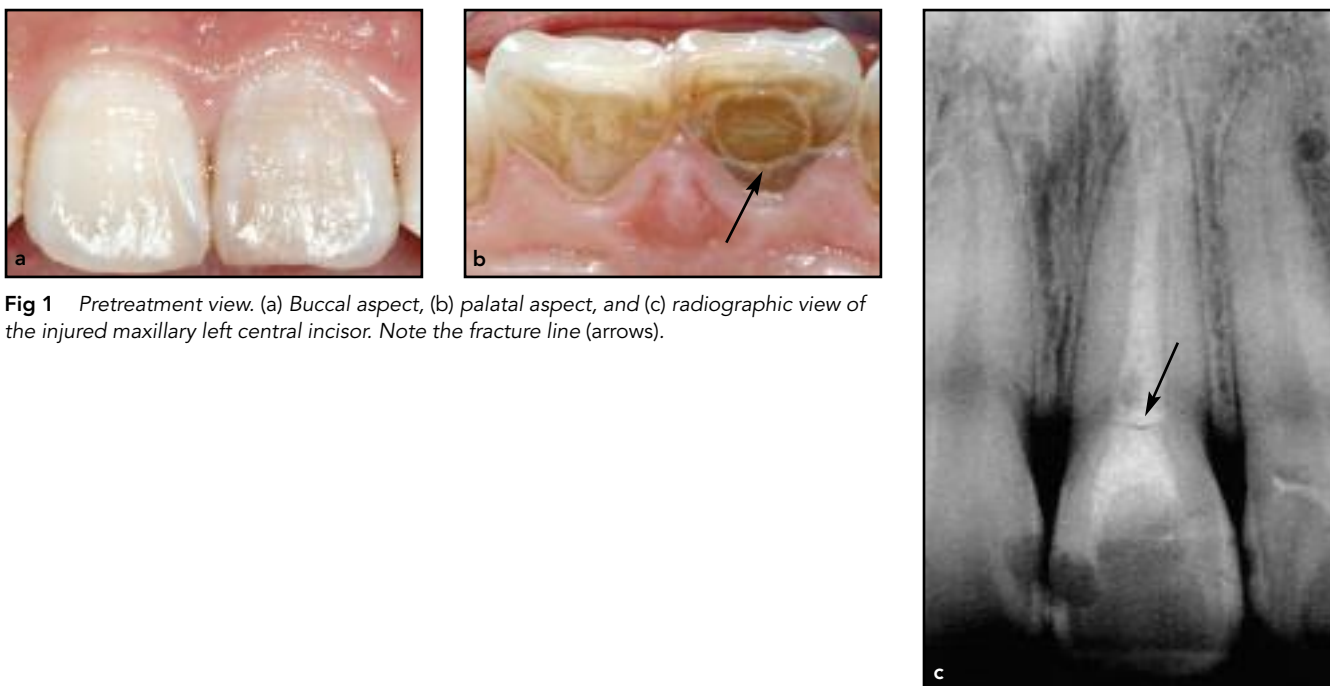 a
b
c
Fig 1 Pretreatment view. (a) Buccal aspect, (b) palatal aspect, and (c) radiographic view of
the injured maxillary left central incisor. Note the fracture line (arrows).